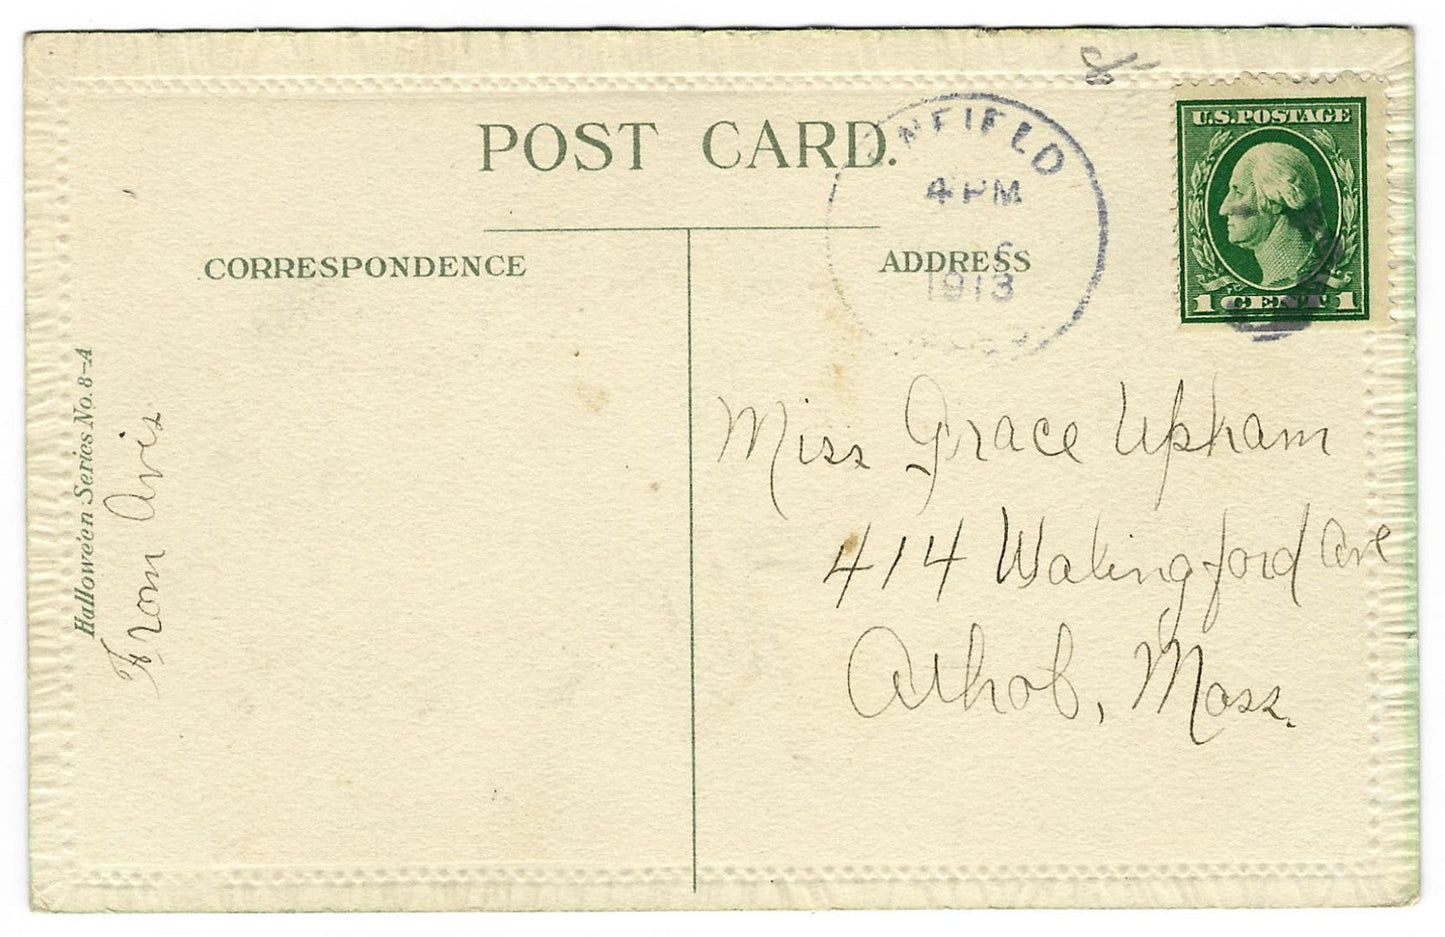 POST CARD.
NFIELD
4 PM
1913
U.S. POSTAGE
1 CENT 1
CORRESPONDENCE
ADDRESS
Halloween Series No. 8-A
From Avis
Miss Grace Upham
414 Walingford Ave
Athol, Mass.